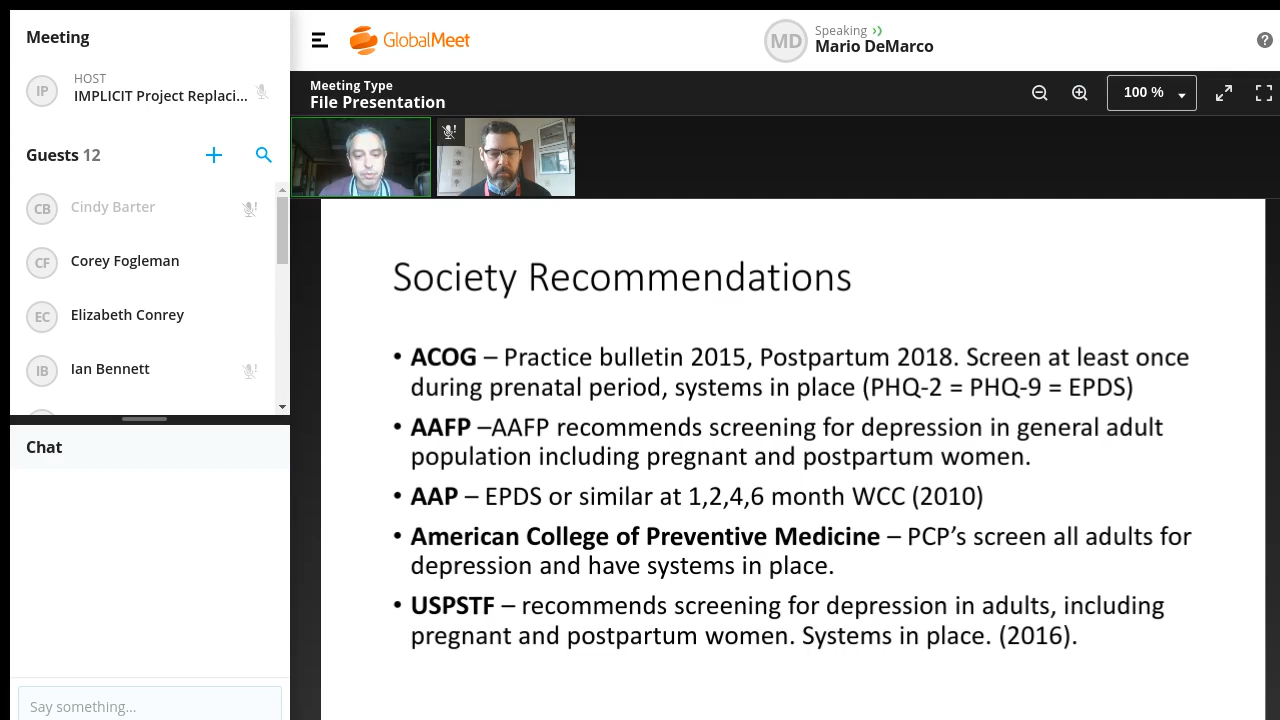 Meeting
IP
HOST
IMPLICIT Project Replaci...
Guests 12
CB
Cindy Barter
CF
Corey Fogleman
EC
Elizabeth Conrey
IB
Ian Bennett
Chat
Say something...
GlobalMeet
MD
Speaking
Mario DeMarco
?
Meeting Type
File Presentation
100 %
Society Recommendations
• ACOG – Practice bulletin 2015, Postpartum 2018. Screen at least once
during prenatal period, systems in place (PHQ-2 = PHQ-9 = EPDS)
• AAFP –AAFP recommends screening for depression in general adult
population including pregnant and postpartum women.
• AAP – EPDS or similar at 1,2,4,6 month WCC (2010)
• American College of Preventive Medicine – PCP’s screen all adults for
depression and have systems in place.
• USPSTF – recommends screening for depression in adults, including
pregnant and postpartum women. Systems in place. (2016).